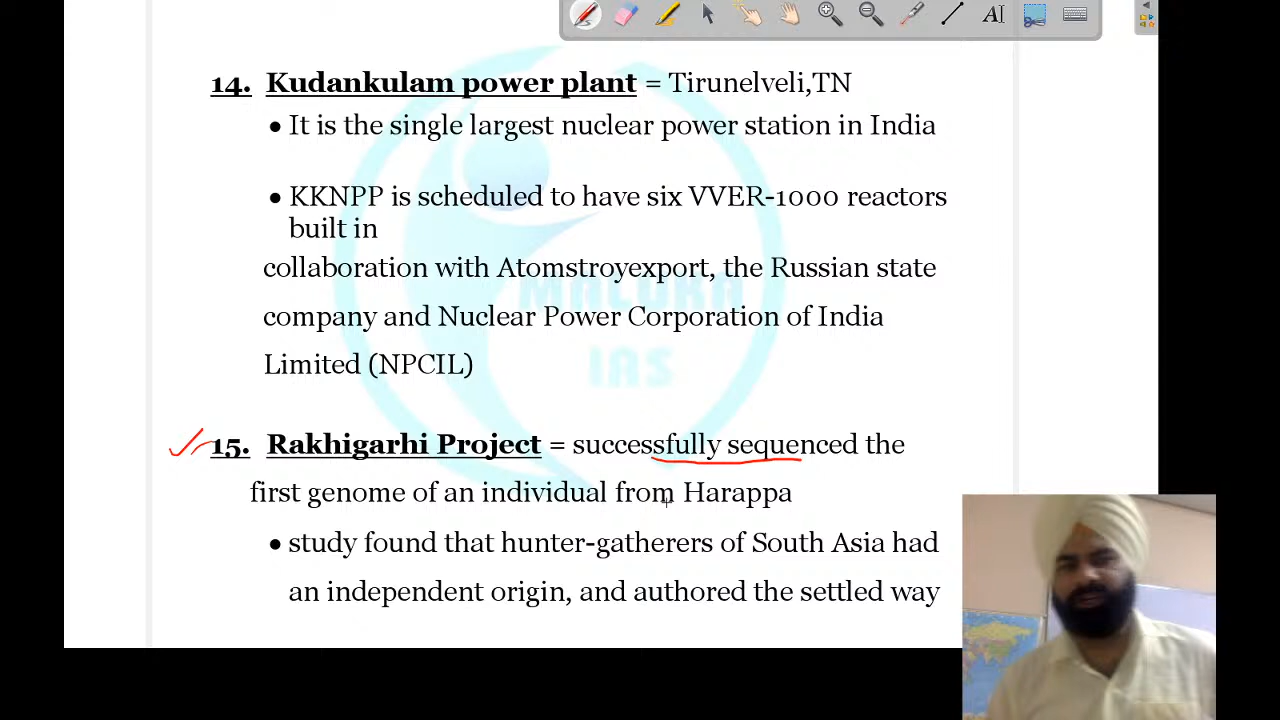 14. Kudankulam power plant = Tirunelveli,TN
• It is the single largest nuclear power station in India
• KKNPP is scheduled to have six VVER-1000 reactors
built in
collaboration with Atomstroyexport, the Russian state
company and Nuclear Power Corporation of India
Limited (NPCIL)
15. Rakhigarhi Project = successfully sequenced the
first genome of an individual from Harappa
• study found that hunter-gatherers of South Asia had
an independent origin, and authored the settled way
MALUKA
IAS